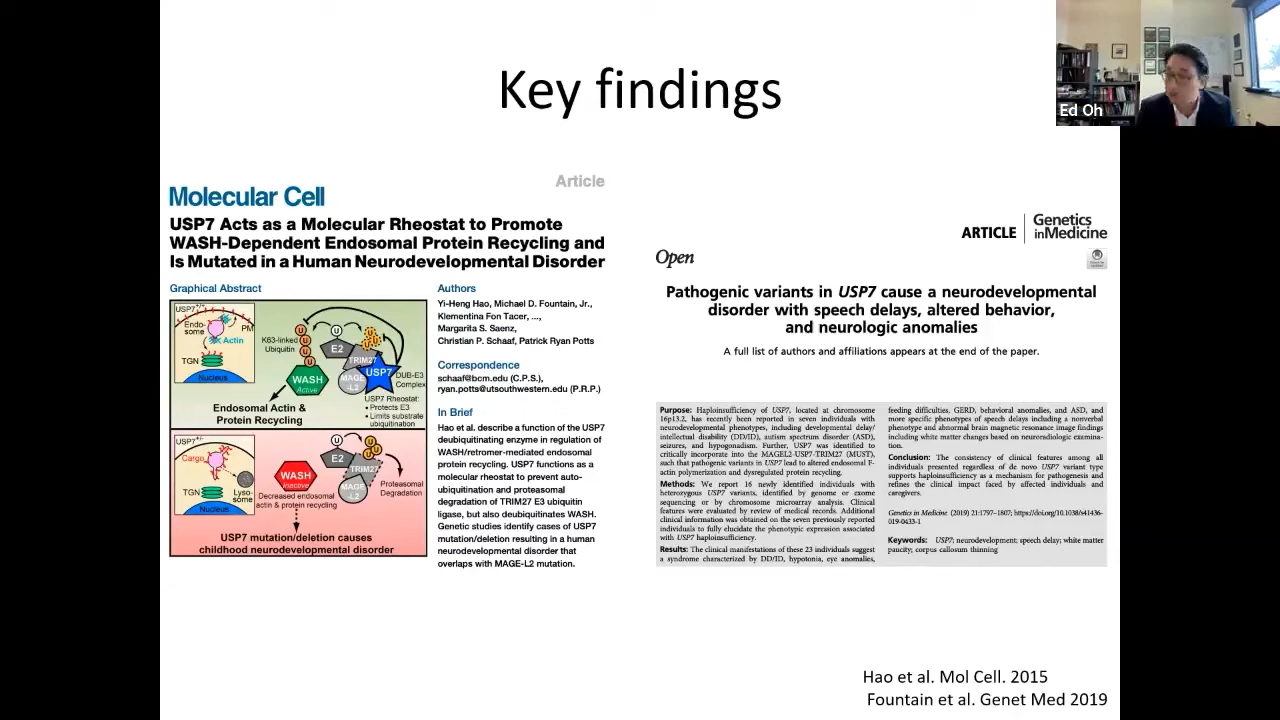 Key findings
Ed Oh
Article
Molecular Cell
USP7 Acts as a Molecular Rheostat to Promote
WASH-Dependent Endosomal Protein Recycling and
Is Mutated in a Human Neurodevelopmental Disorder
Graphical Abstract
USP7+/+
Endo-
some
PM
Actin
TGN
Nucleus
K63-linked
Ubiquitin
U
U
U
U
WASH
Active
U
E2
U
U
U
TRIM27
MAGE
-L2
USP7
DUB-E3
Complex
USP7 Rheostat:
• Protects E3
• Limits substrate
ubiquitination
Endosomal Actin &
Protein Recycling
USP7+/-
Cargo
TGN
Lyso-
some
Nucleus
WASH
Inactive
Decreased endosomal
actin & protein recycling
U
E2
U
U
U
TRIM27
MAGE
-L2
Proteasomal
Degradation
USP7 mutation/deletion causes
childhood neurodevelopmental disorder
Authors
Yi-Heng Hao, Michael D. Fountain, Jr.,
Klementina Fon Tacer, ...,
Margarita S. Saenz,
Christian P. Schaaf, Patrick Ryan Potts
Correspondence
schaaf@bcm.edu (C.P.S.),
ryan.potts@utsouthwestern.edu (P.R.P.)
In Brief
Hao et al. describe a function of the USP7
deubiquitinating enzyme in regulation of
WASH/retromer-mediated endosomal
protein recycling. USP7 functions as a
molecular rheostat to prevent auto-
ubiquitination and proteasomal
degradation of TRIM27 E3 ubiquitin
ligase, but also deubiquitinates WASH.
Genetic studies identify cases of USP7
mutation/deletion resulting in a human
neurodevelopmental disorder that
overlaps with MAGE-L2 mutation.
ARTICLE
Genetics
inMedicine
Open
Pathogenic variants in USP7 cause a neurodevelopmental
disorder with speech delays, altered behavior,
and neurologic anomalies
A full list of authors and affiliations appears at the end of the paper.
Purpose: Haploinsufficiency of USP7, located at chromosome
16p13.2, has recently been reported in seven individuals with
neurodevelopmental phenotypes, including developmental delay/
intellectual disability (DD/ID), autism spectrum disorder (ASD),
seizures, and hypogonadism. Further, USP7 was identified to
critically incorporate into the MAGEL2-USP7-TRIM27 (MUST),
such that pathogenic variants in USP7 lead to altered endosomal F-
actin polymerization and dysregulated protein recycling.
Methods: We report 16 newly identified individuals with
heterozygous USP7 variants, identified by genome or exome
sequencing or by chromosome microarray analysis. Clinical
features were evaluated by review of medical records. Additional
clinical information was obtained on the seven previously reported
individuals to fully elucidate the phenotypic expression associated
with USP7 haploinsufficiency.
Results: The clinical manifestations of these 23 individuals suggest
a syndrome characterized by DD/ID, hypotonia, eye anomalies,
feeding difficulties, GERD, behavioral anomalies, and ASD, and
more specific phenotypes of speech delays including a nonverbal
phenotype and abnormal brain magnetic resonance image findings
including white matter changes based on neuroradiologic examina-
tion.
Conclusion: The consistency of clinical features among all
individuals presented regardless of de novo USP7 variant type
supports haploinsufficiency as a mechanism for pathogenesis and
refines the clinical impact faced by affected individuals and
caregivers.
Genetics in Medicine (2019) 21:1797–1807; https://doi.org/10.1038/s41436-
019-0433-1
Keywords: USP7; neurodevelopment; speech delay; white matter
paucity; corpus callosum thinning
Hao et al. Mol Cell. 2015
Fountain et al. Genet Med 2019